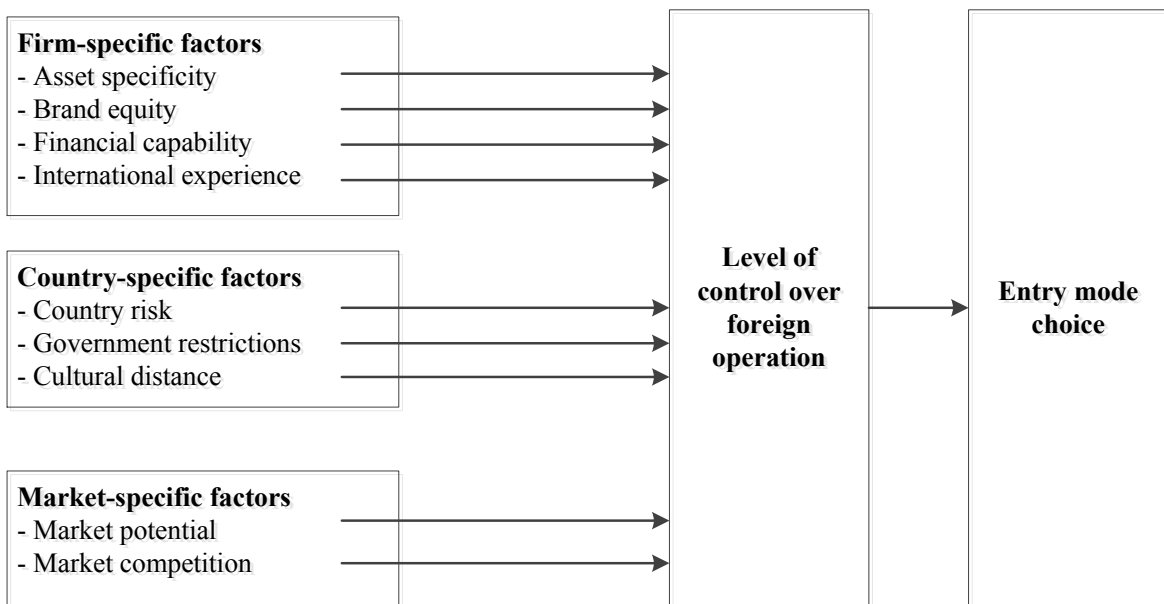 Firm-specific factors
- Asset specificity
- Brand equity
- Financial capability
- International experience
Country-specific factors
- Country risk
- Government restrictions
- Cultural distance
Market-specific factors
- Market potential
- Market competition
Level of
control over
foreign
operation
Entry mode
choice